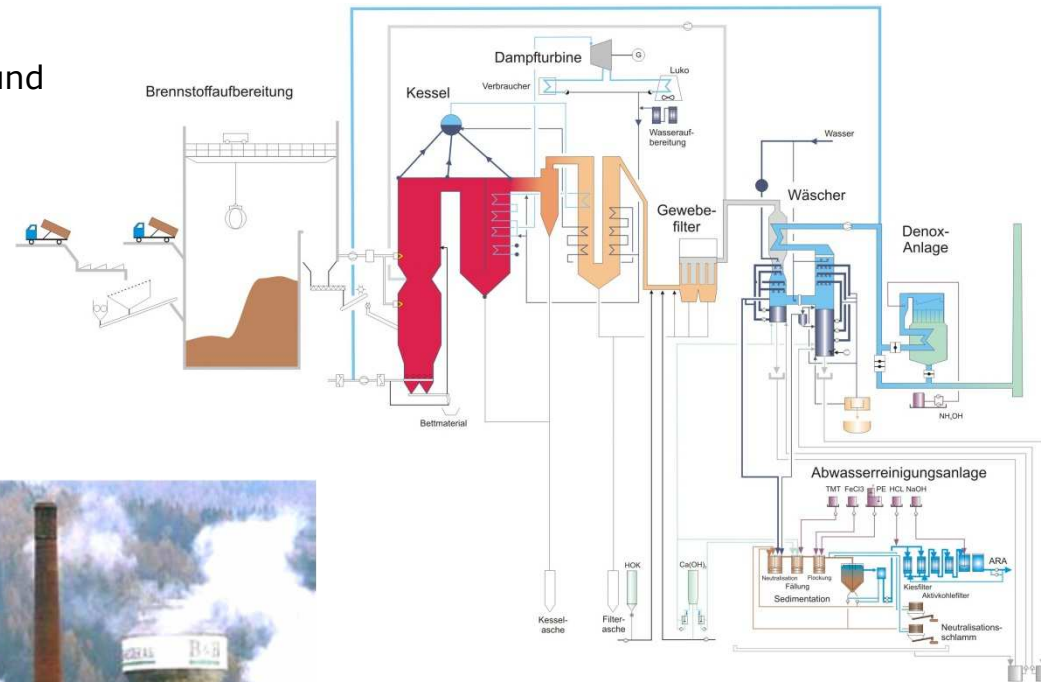 und
Brennstoffaufbereitung
Kessel
Dampfturbine
G
Verbraucher
Luko
Wasserauf-
bereitung
Wasser
Wäscher
Gewebe-
filter
Denox-
Anlage
NH₄OH
Bettmaterial
Abwasserreinigungsanlage
TMT FeCl3 PE HCL NaOH
Neutralisation
Fällung
Flockung
Sedimentation
Kiesfilter
Aktivkohlefilter
ARA
Neutralisations-
schlamm
HOK
Ca(OH)₂
Kessel-
asche
Filter-
asche